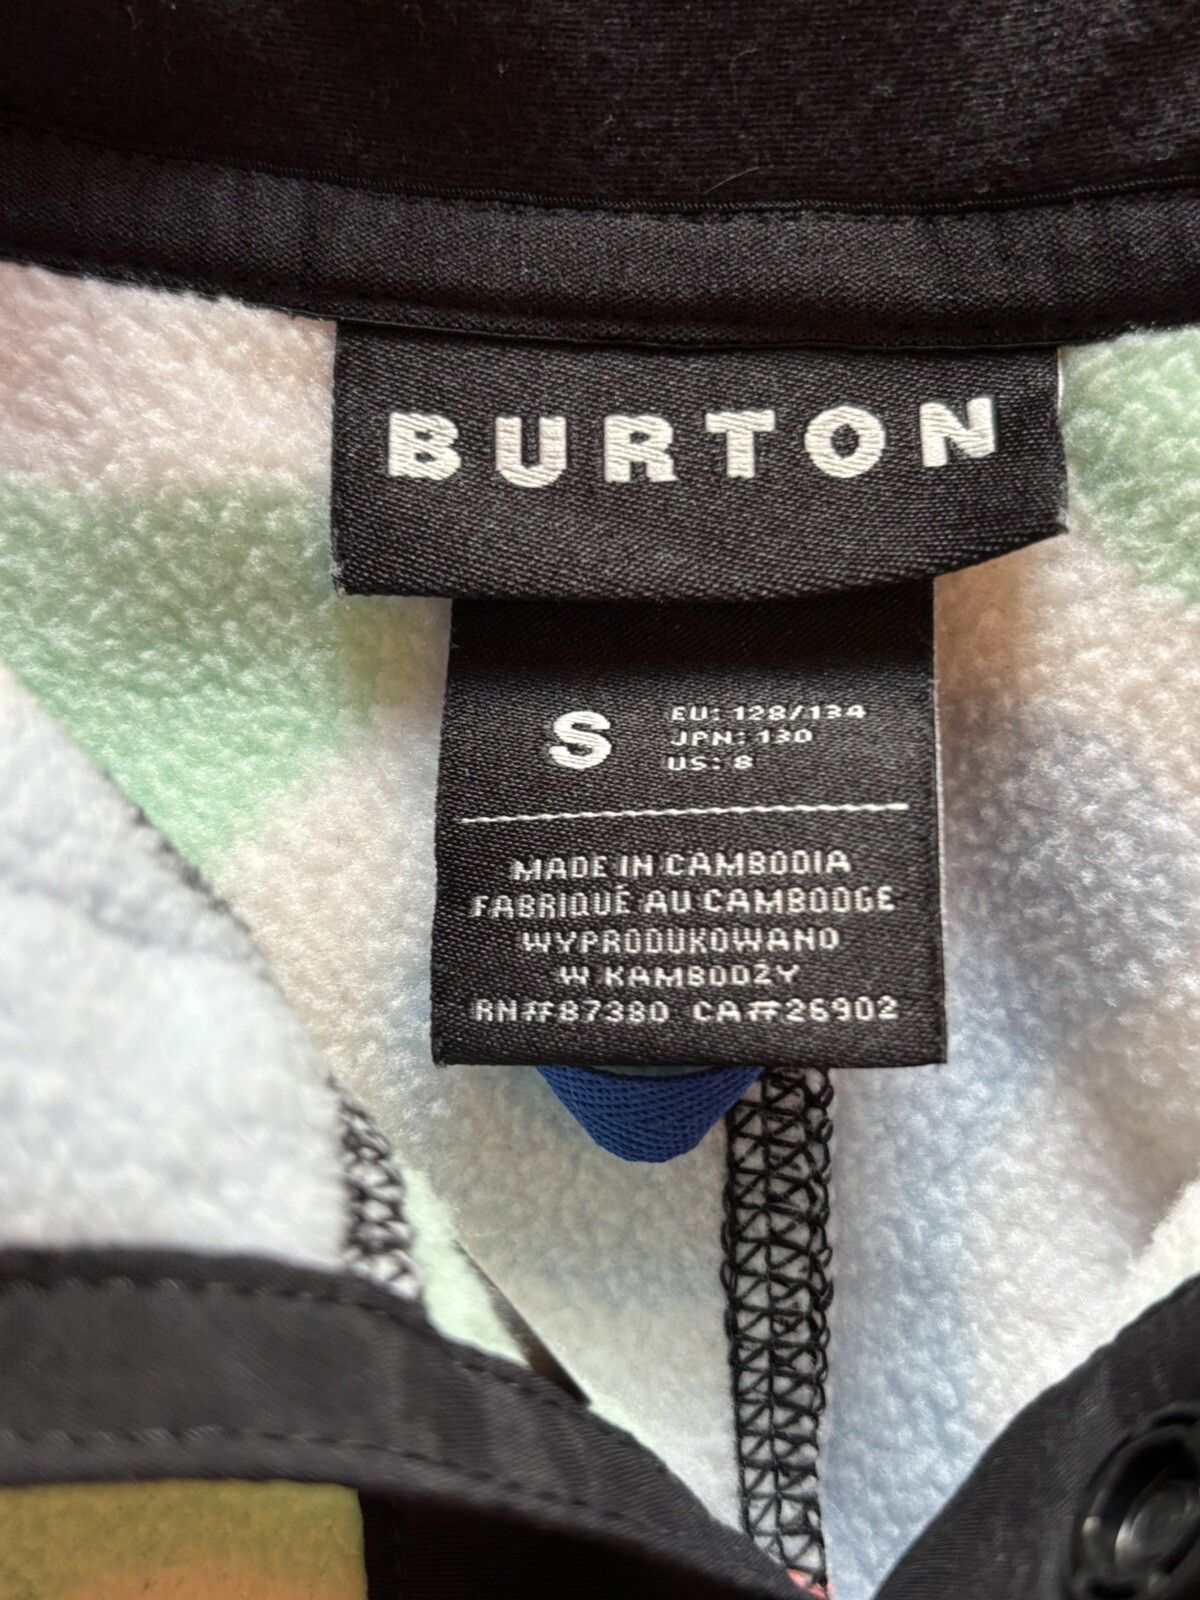 BURTON
S
EU: 128/134
JPN: 130
US: 8
MADE IN CAMBODIA
FABRIQUÉ AU CAMBODGE
WYPRODUKOWANO
W KAMBODŻY
RN#87380 CA#26902